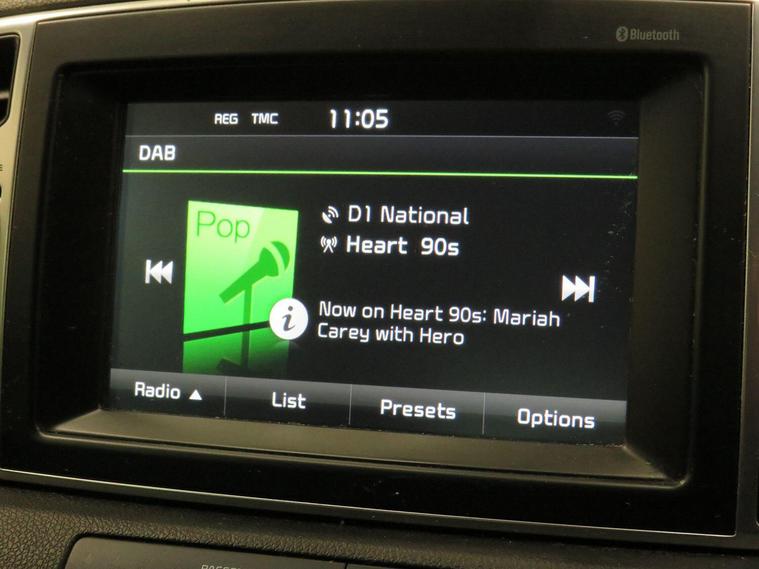 Bluetooth
REG TMC 11:05
DAB
Pop
D1 National
Heart 90s
Now on Heart 90s: Mariah
Carey with Hero
Radio ▲ List Presets Options